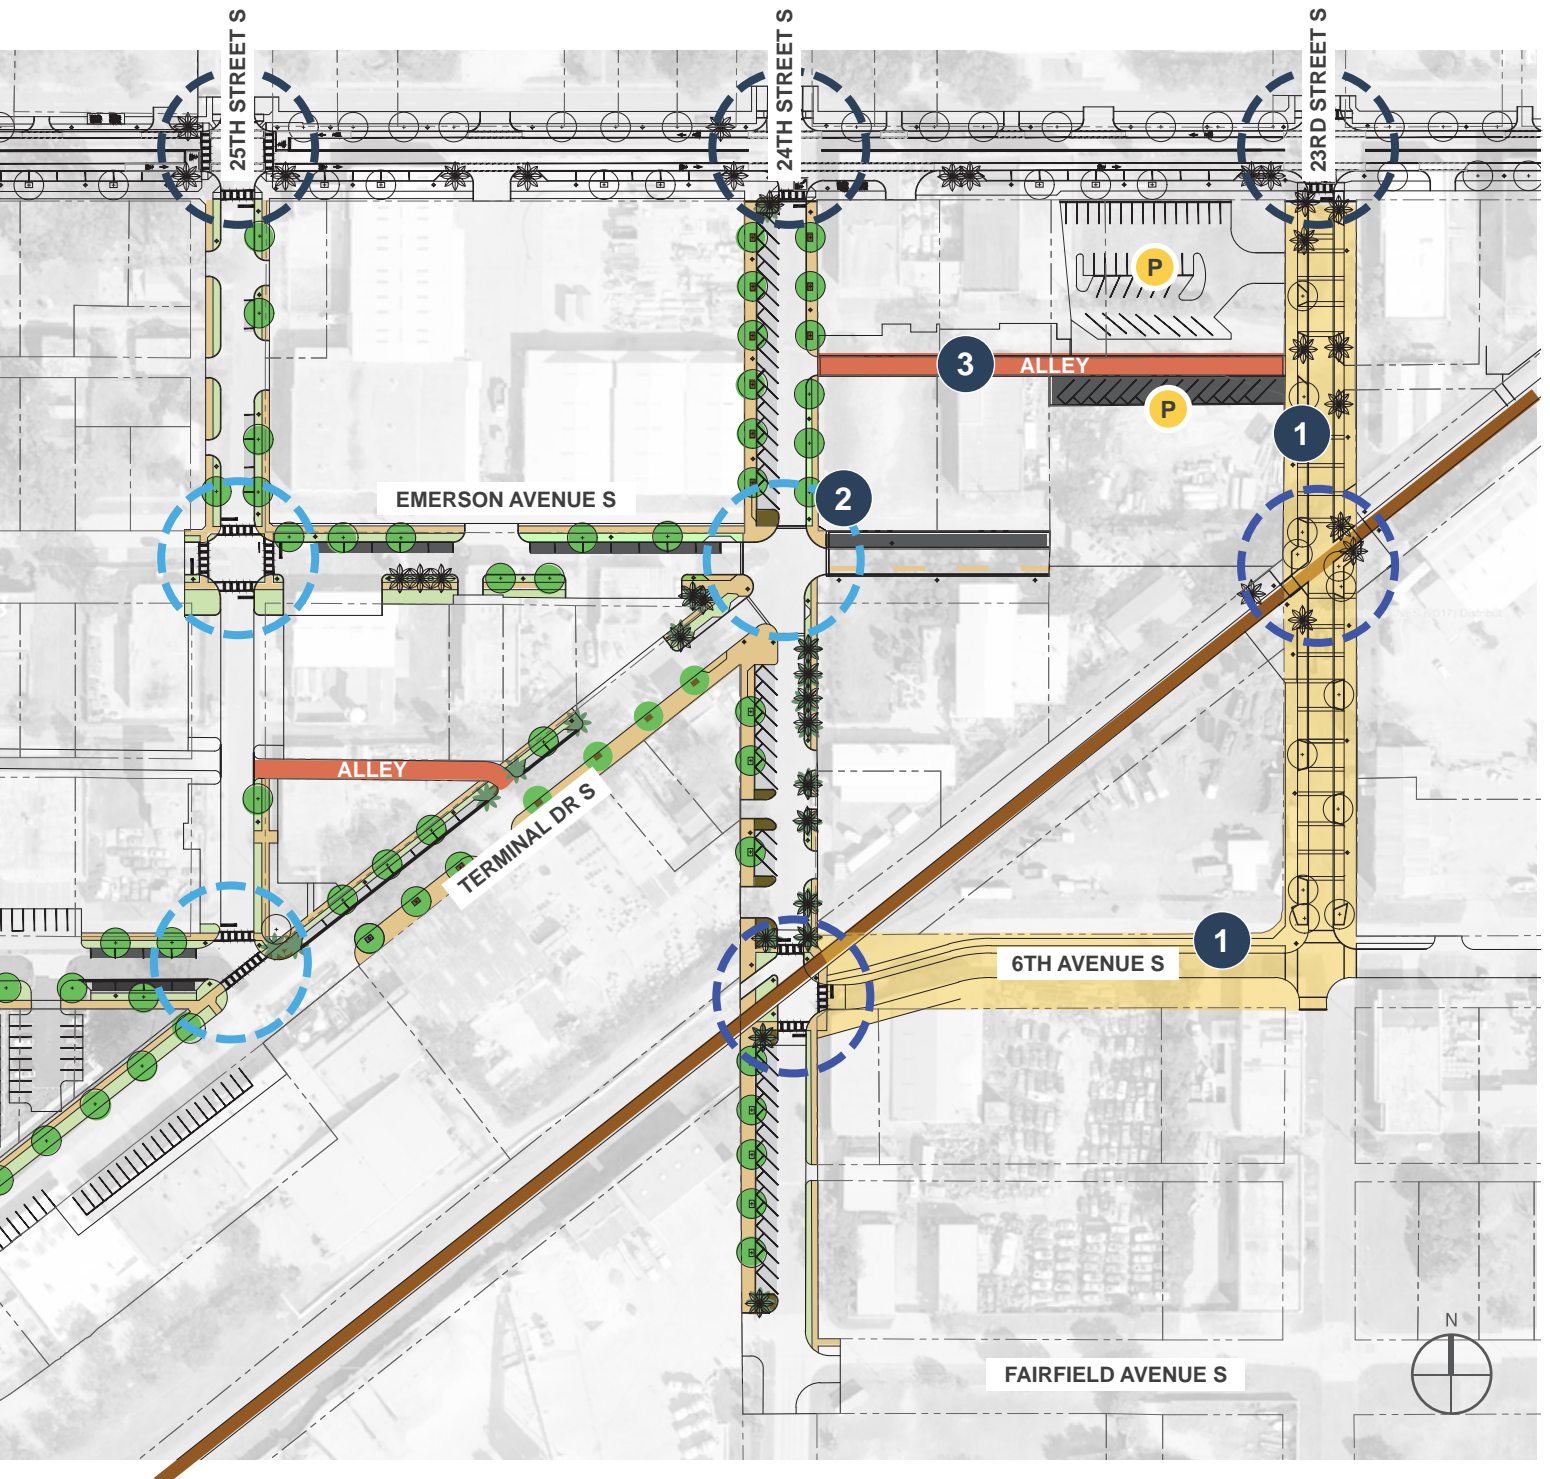 25TH STREET S
24TH STREET S
23RD STREET S
P
3
ALLEY
P
1
EMERSON AVENUE S
2
ALLEY
TERMINAL DR S
1
6TH AVENUE S
N
FAIRFIELD AVENUE S